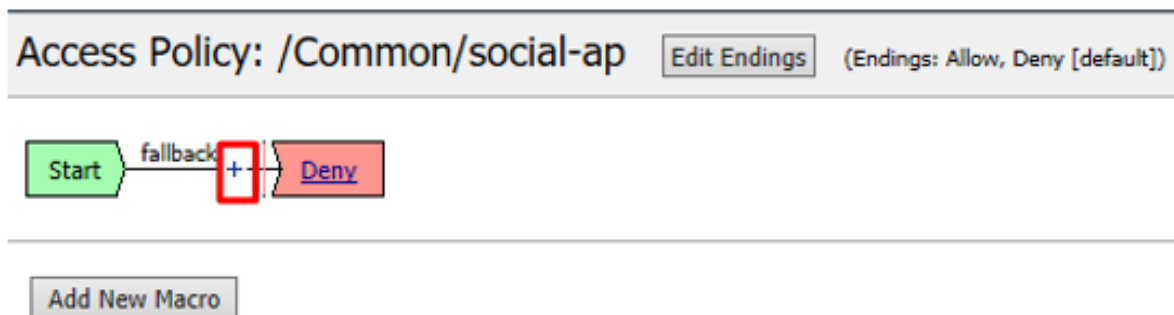 Access Policy: /Common/social-ap Edit Endings (Endings: Allow, Deny [default])
Start fallback + Deny
Add New Macro